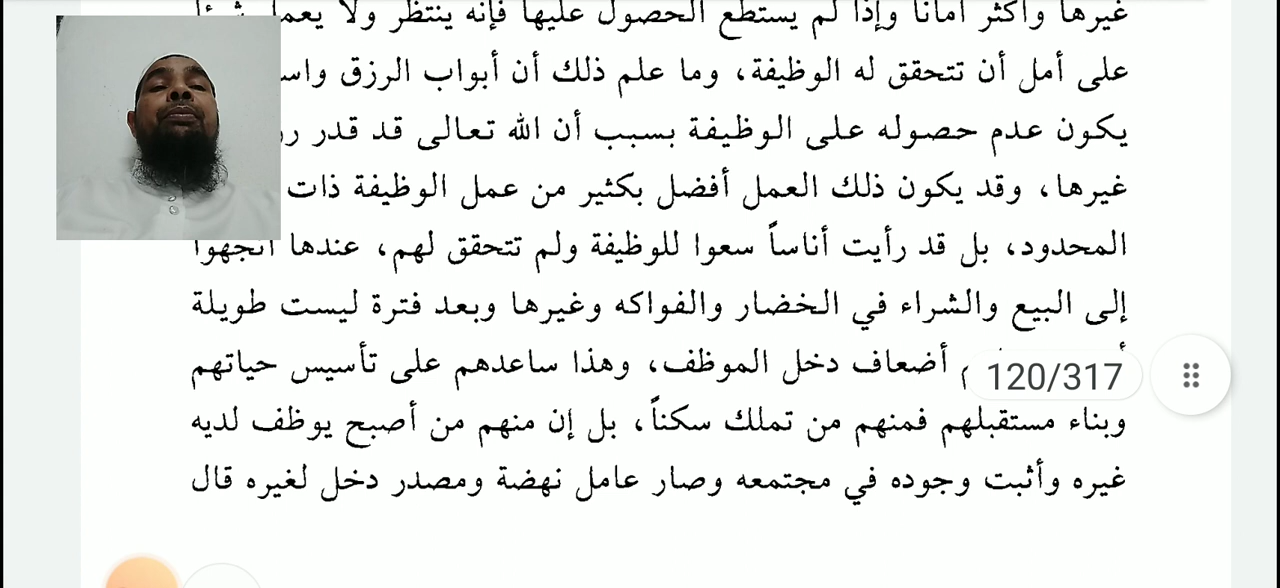 غيرها وأكثر أماناً وإذا لم يستطع الحصول عليها فإنه ينتظر ولا يعمل شيئاً
على أمل أن تتحقق له الوظيفة، وما علم ذلك أن أبواب الرزق
يكون عدم حصوله على الوظيفة بسبب أن الله تعالى قد قدر
غيرها، وقد يكون ذلك العمل أفضل بكثير من عمل الوظيفة ذات
المحدود، بل قد رأيت أناساً سعوا للوظيفة ولم تتحقق لهم، عندها اتجهوا
إلى البيع والشراء في الخضار والفواكه وغيرها وبعد فترة ليست طويلة
أضعاف دخل الموظف، وهذا ساعدهم على تأسيس حياتهم
120/317
وبناء مستقبلهم فمنهم من تملك سكناً، بل إن منهم من أصبح يوظف لديه
غيره وأثبت وجوده في مجتمعه وصار عامل نهضة ومصدر دخل لغيره قال